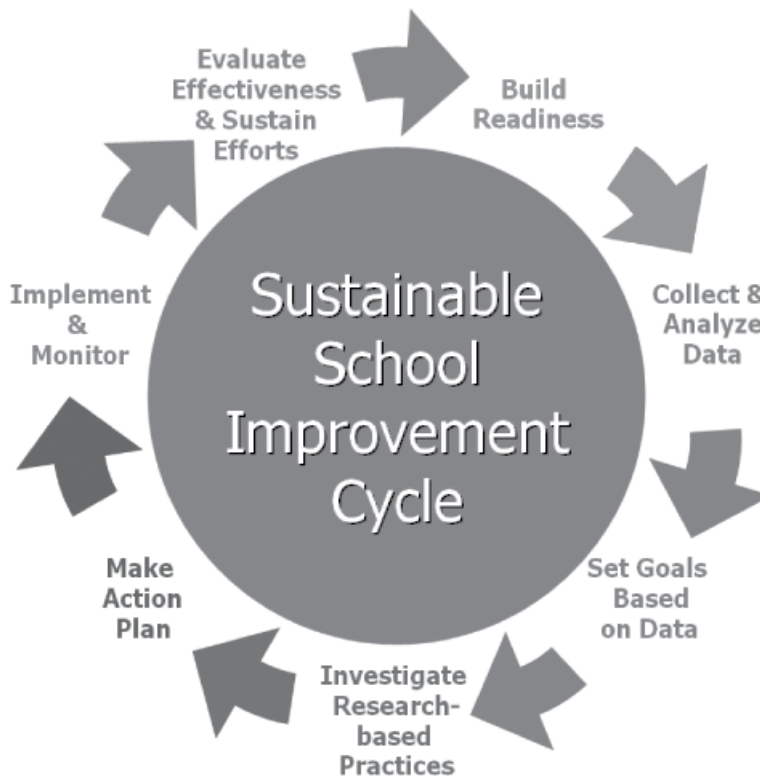 Sustainable
School
Improvement
Cycle
Build
Readiness
Collect &
Analyze
Data
Set Goals
Based
on Data
Investigate
Research-
based
Practices
Make
Action
Plan
Implement
&
Monitor
Evaluate
Effectiveness
& Sustain
Efforts